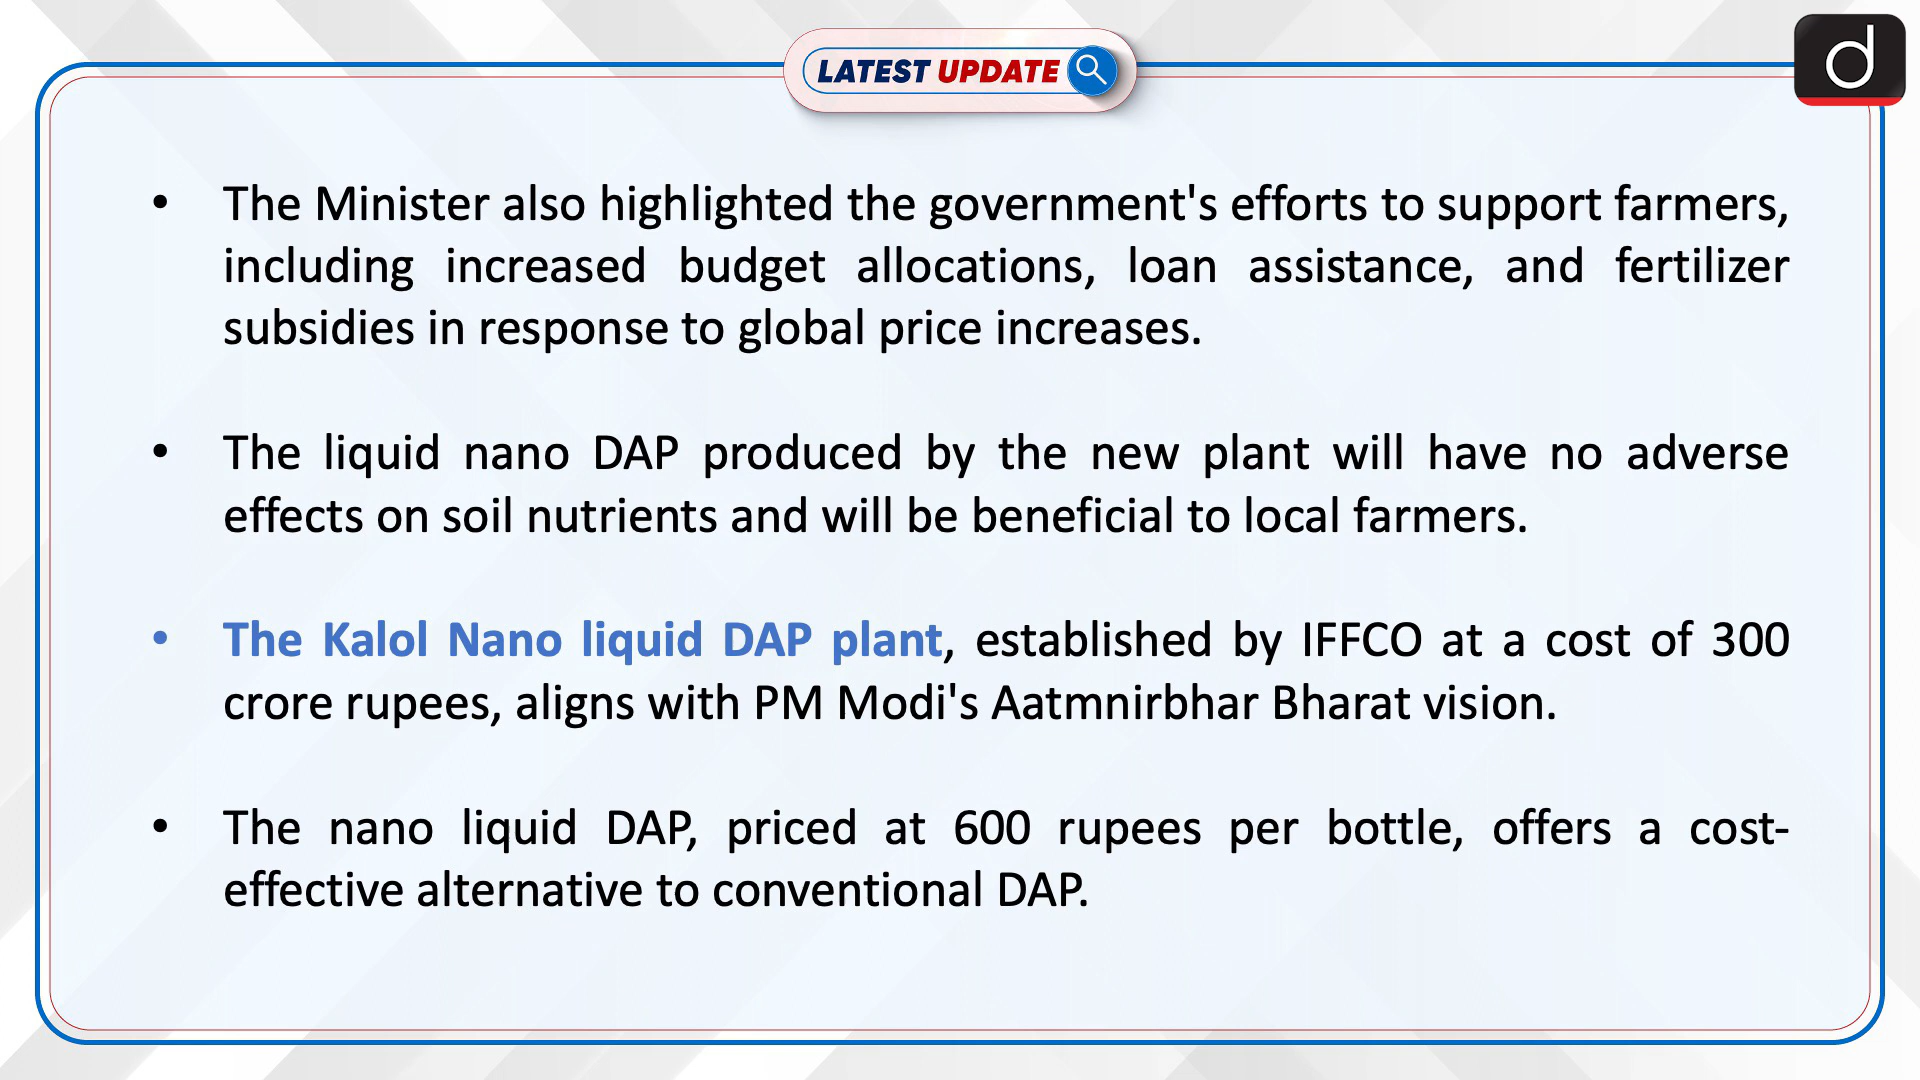 LATEST UPDATE
d
• The Minister also highlighted the government's efforts to support farmers,
including increased budget allocations, loan assistance, and fertilizer
subsidies in response to global price increases.
• The liquid nano DAP produced by the new plant will have no adverse
effects on soil nutrients and will be beneficial to local farmers.
• The Kalol Nano liquid DAP plant, established by IFFCO at a cost of 300
crore rupees, aligns with PM Modi's Aatmnirbhar Bharat vision.
• The nano liquid DAP, priced at 600 rupees per bottle, offers a cost-
effective alternative to conventional DAP.